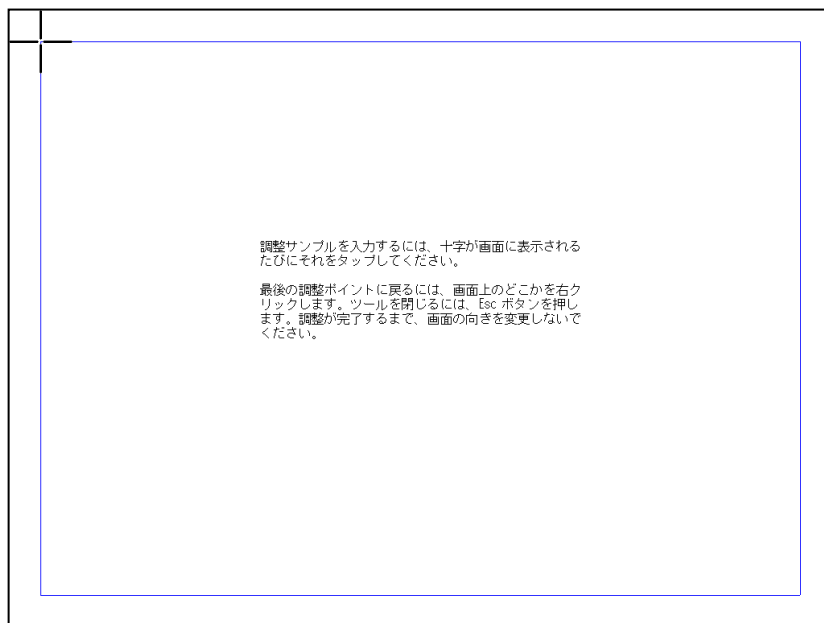 調整サンプルを入力するには、十字が画面に表示される
たびにそれをタップしてください。
最後の調整ポイントに戻るには、画面上のどこかを右ク
リックします。ツールを閉じるには、Esc ボタンを押し
ます。調整が完了するまで、画面の向きを変更しないで
ください。